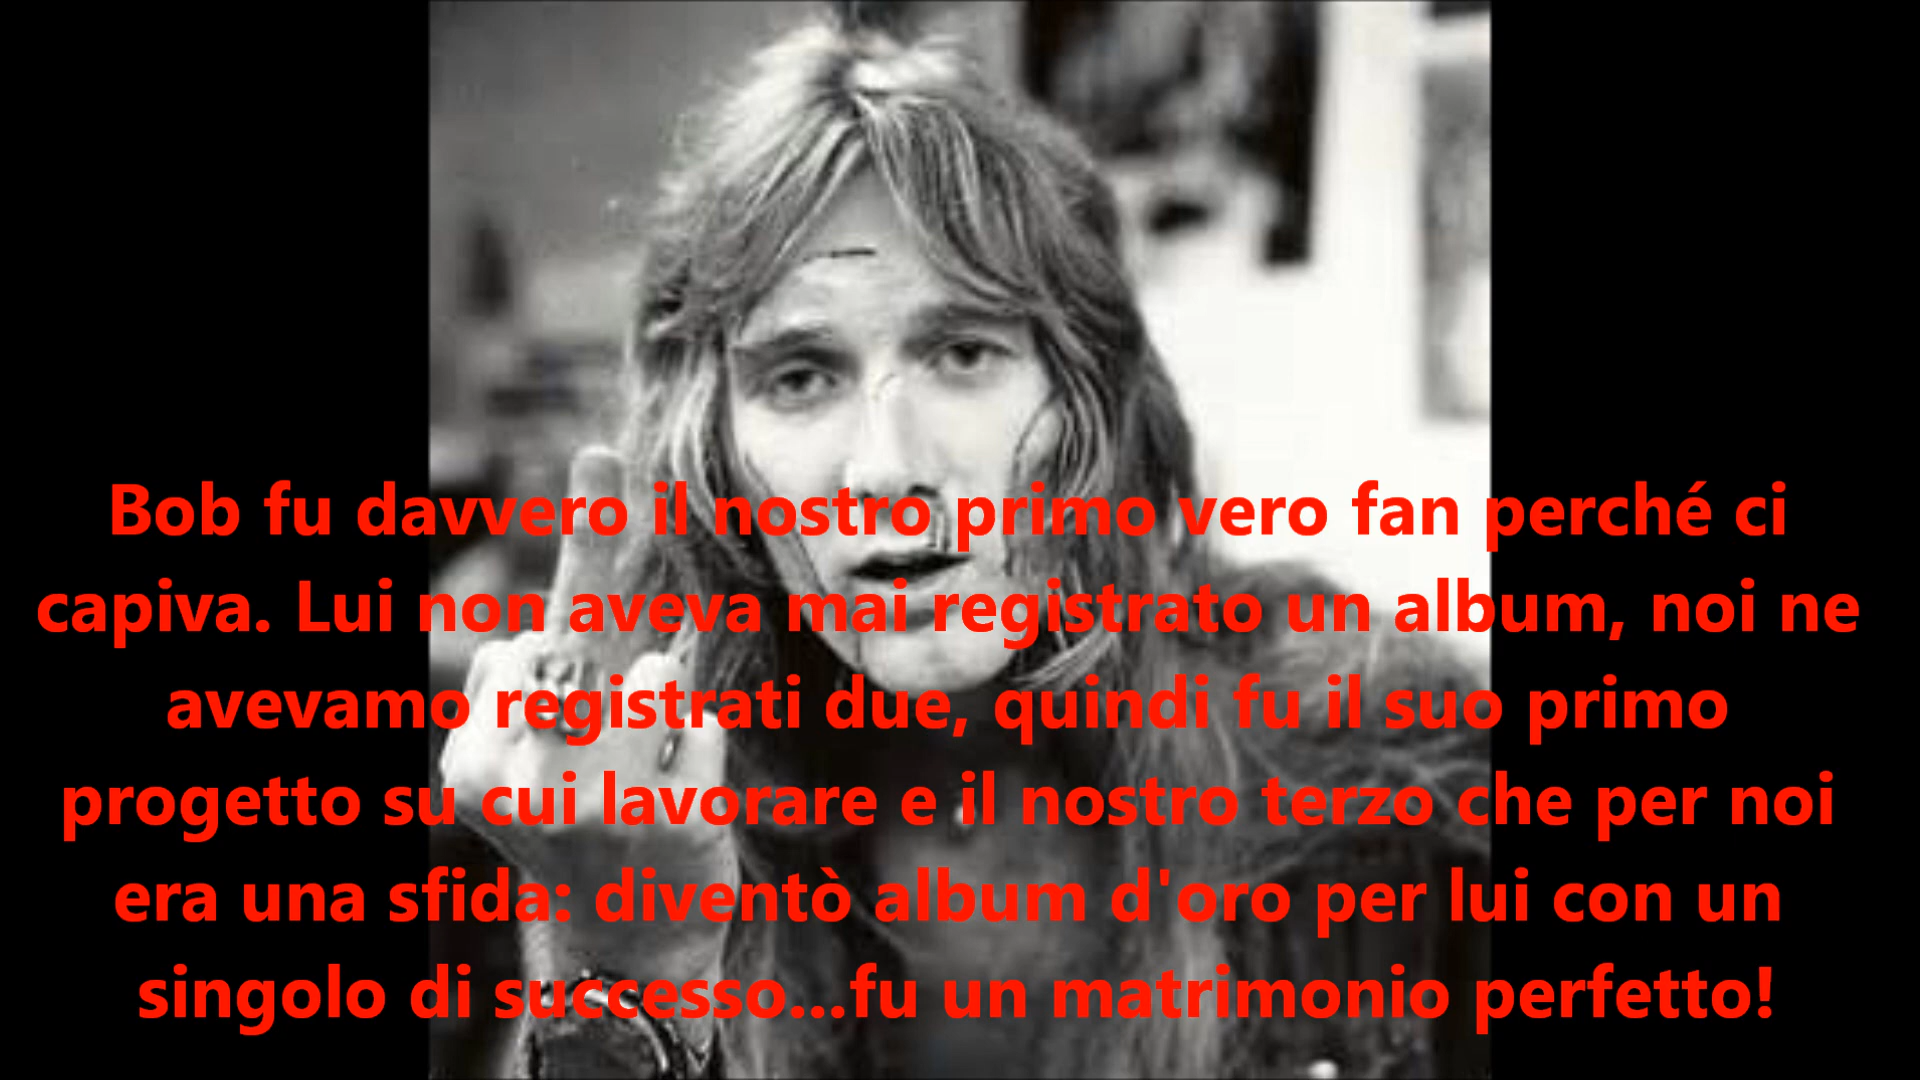 Bob fu davvero il nostro primo vero fan perché ci
capiva. Lui non aveva mai registrato un album, noi ne
avevamo registrati due, quindi fu il suo primo
progetto su cui lavorare e il nostro terzo che per noi
era una sfida: diventò album d'oro per lui con un
singolo di successo...fu un matrimonio perfetto!